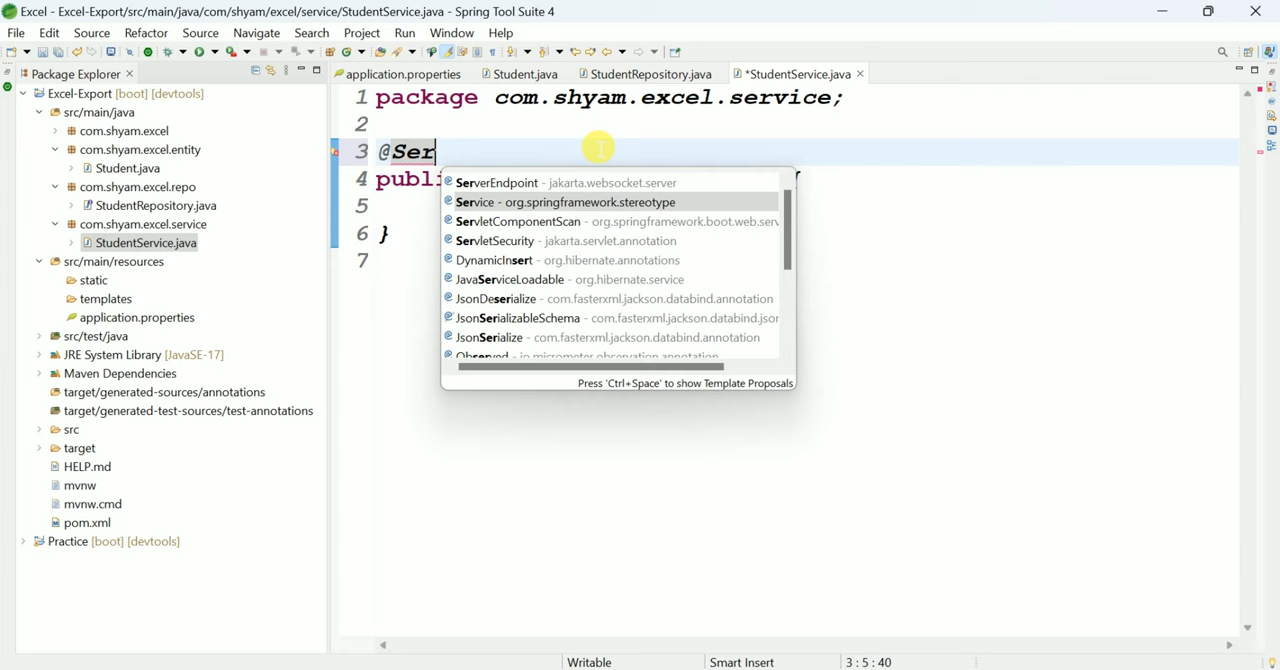 Excel - Excel-Export/src/main/java/com/shyam/excel/service/StudentService.java - Spring Tool Suite 4
File Edit Source Refactor Source Navigate Search Project Run Window Help
Package Explorer
application.properties Student.java StudentRepository.java *StudentService.java
Excel-Export [boot] [devtools]
src/main/java
com.shyam.excel
com.shyam.excel.entity
Student.java
com.shyam.excel.repo
StudentRepository.java
com.shyam.excel.service
StudentService.java
src/main/resources
static
templates
application.properties
src/test/java
JRE System Library [JavaSE-17]
Maven Dependencies
target/generated-sources/annotations
target/generated-test-sources/test-annotations
src
target
HELP.md
mvnw
mvnw.cmd
pom.xml
Practice [boot] [devtools]
1 package com.shyam.excel.service;
2
3 @Ser
4 publi {
5
6 }
7
ServerEndpoint - jakarta.websocket.server
Service - org.springframework.stereotype
ServletComponentScan - org.springframework.boot.web.serv
ServletSecurity - jakarta.servlet.annotation
DynamicInsert - org.hibernate.annotations
JavaServiceLoadable - org.hibernate.service
JsonDeserialize - com.fasterxml.jackson.databind.annotation
JsonSerializableSchema - com.fasterxml.jackson.databind.jsor
JsonSerialize - com.fasterxml.jackson.databind.annotation
Observed - io.micrometer.observation.annotation
Press 'Ctrl+Space' to show Template Proposals
Writable Smart Insert 3 : 5 : 40